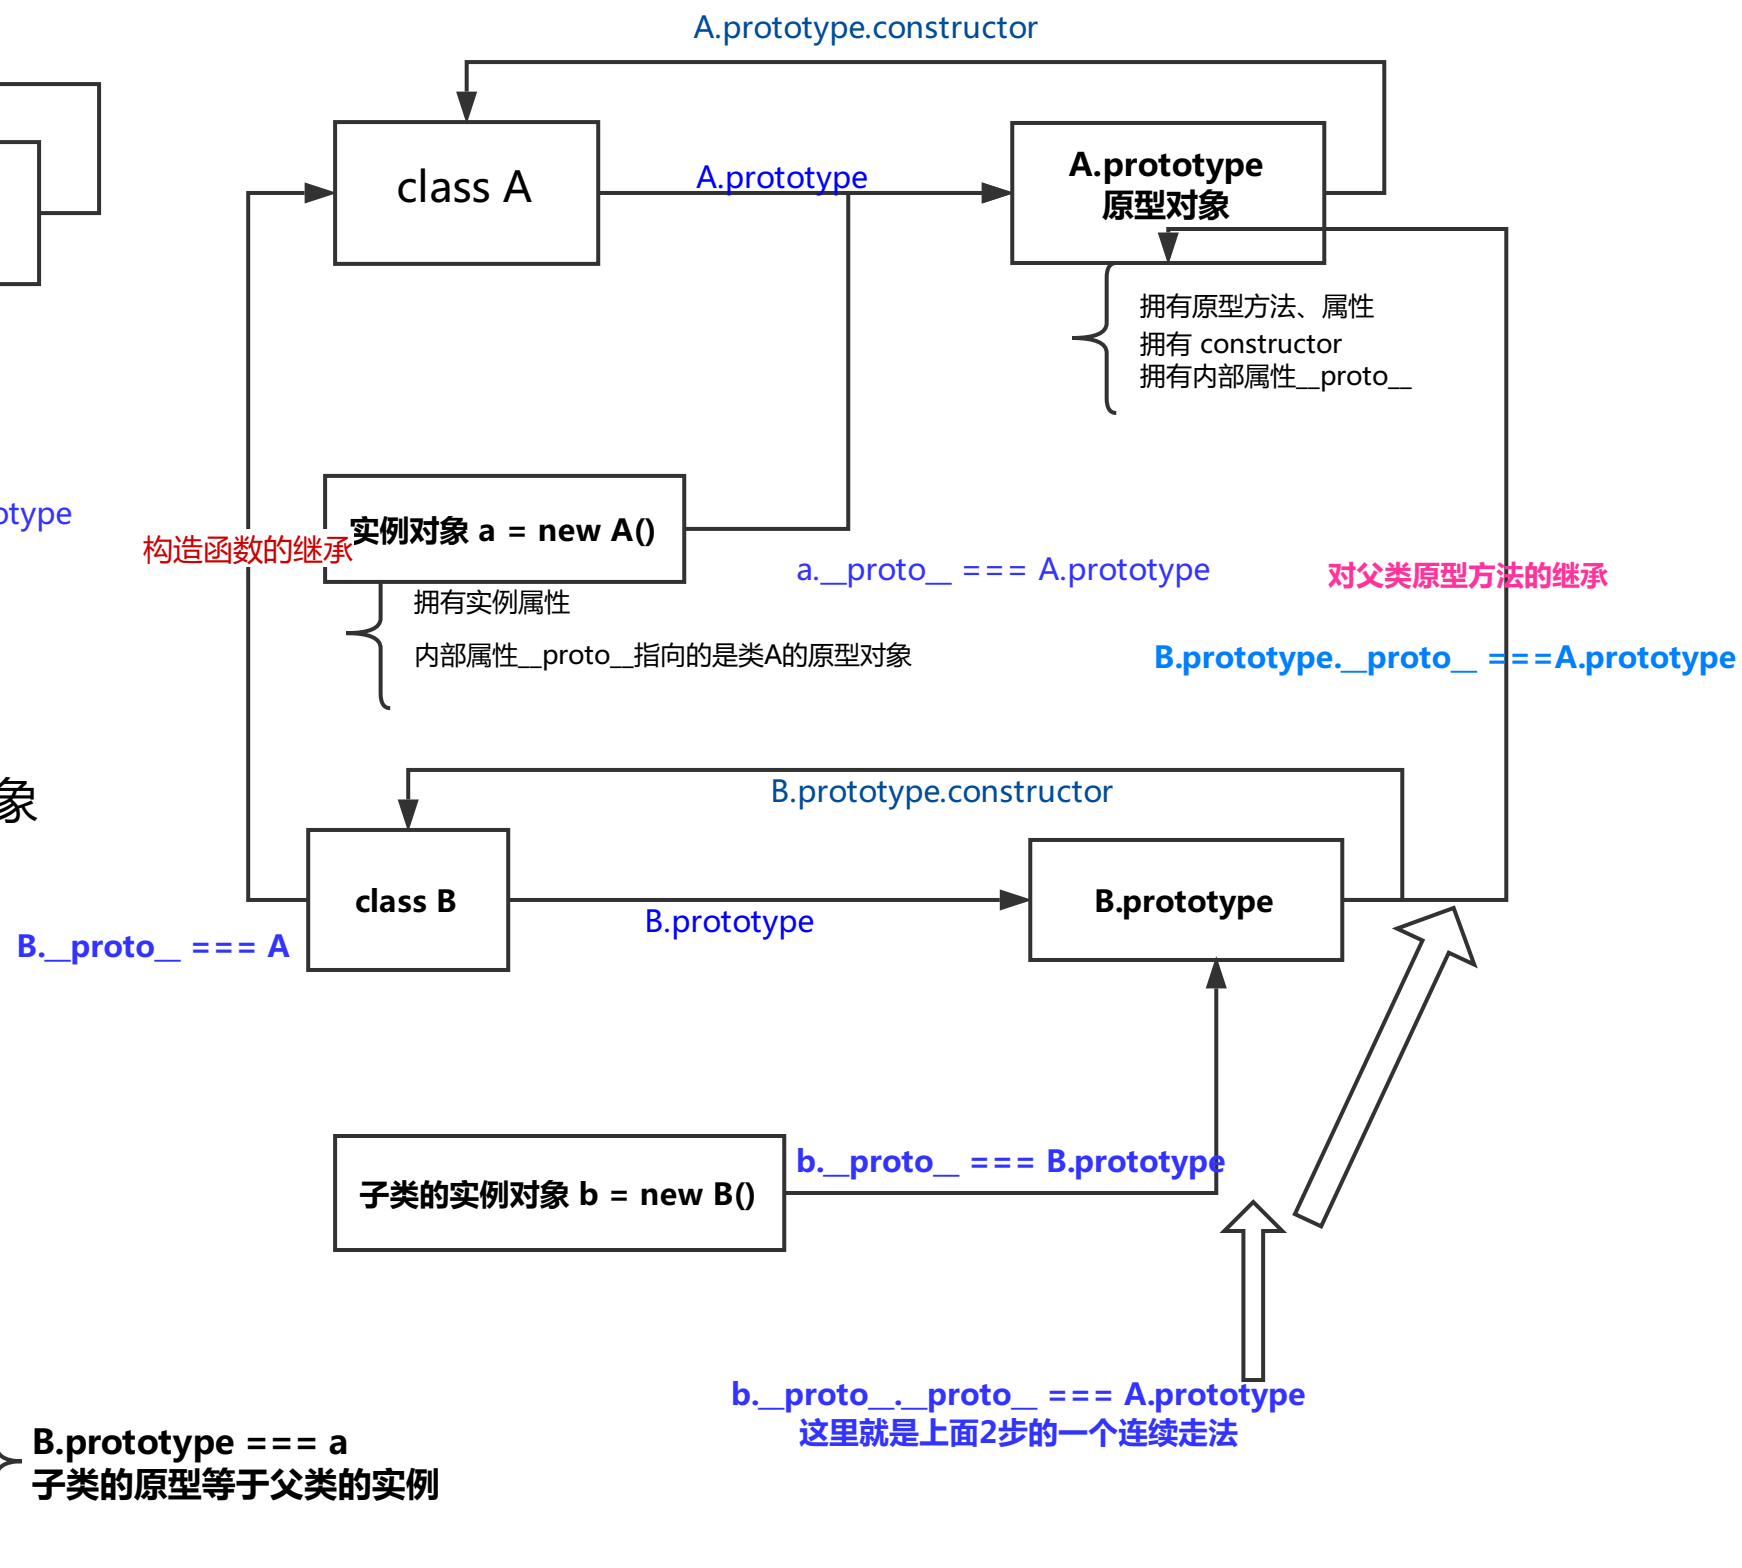 A.prototype.constructor
class A
A.prototype
A.prototype
原型对象
拥有原型方法、属性
拥有 constructor
拥有内部属性__proto__
otype
构造函数的继承
实例对象 a = new A()
a.__proto__ === A.prototype
对父类原型方法的继承
拥有实例属性
内部属性__proto__指向的是类A的原型对象
B.prototype.__proto__ ===A.prototype
B.prototype.constructor
象
class B
B.prototype
B.prototype
B.__proto__ === A
b.__proto__ === B.prototype
子类的实例对象 b = new B()
b.__proto__.__proto__ === A.prototype
这里就是上面2步的一个连续走法
B.prototype === a
子类的原型等于父类的实例